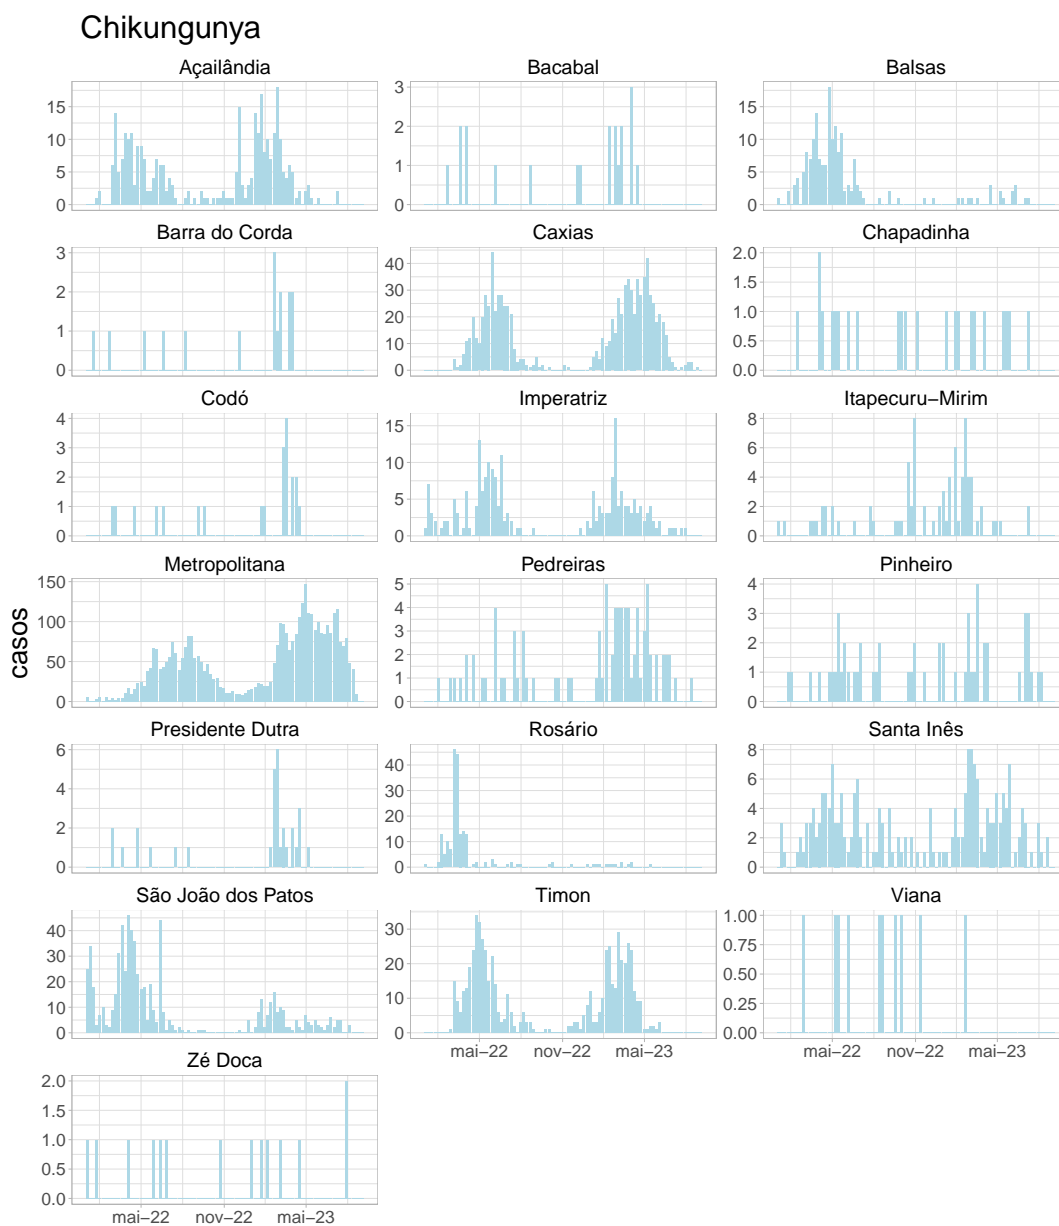 Chikungunya
Açailândia Bacabal Balsas
15 10 5 0
3 2 1 0
15 10 5 0
Barra do Corda Caxias Chapadinha
3 2 1 0
40 30 20 10 0
2.0 1.5 1.0 0.5 0.0
Codó Imperatriz Itapecuru−Mirim
4 3 2 1 0
15 10 5 0
8 6 4 2 0
Metropolitana Pedreiras Pinheiro
150 100 50 0
5 4 3 2 1 0
4 3 2 1 0
casos
Presidente Dutra Rosário Santa Inês
6 4 2 0
40 30 20 10 0
8 6 4 2 0
São João dos Patos Timon Viana
40 30 20 10 0
30 20 10 0
1.00 0.75 0.50 0.25 0.00
mai−22 nov−22 mai−23
mai−22 nov−22 mai−23
Zé Doca
2.0 1.5 1.0 0.5 0.0
mai−22 nov−22 mai−23